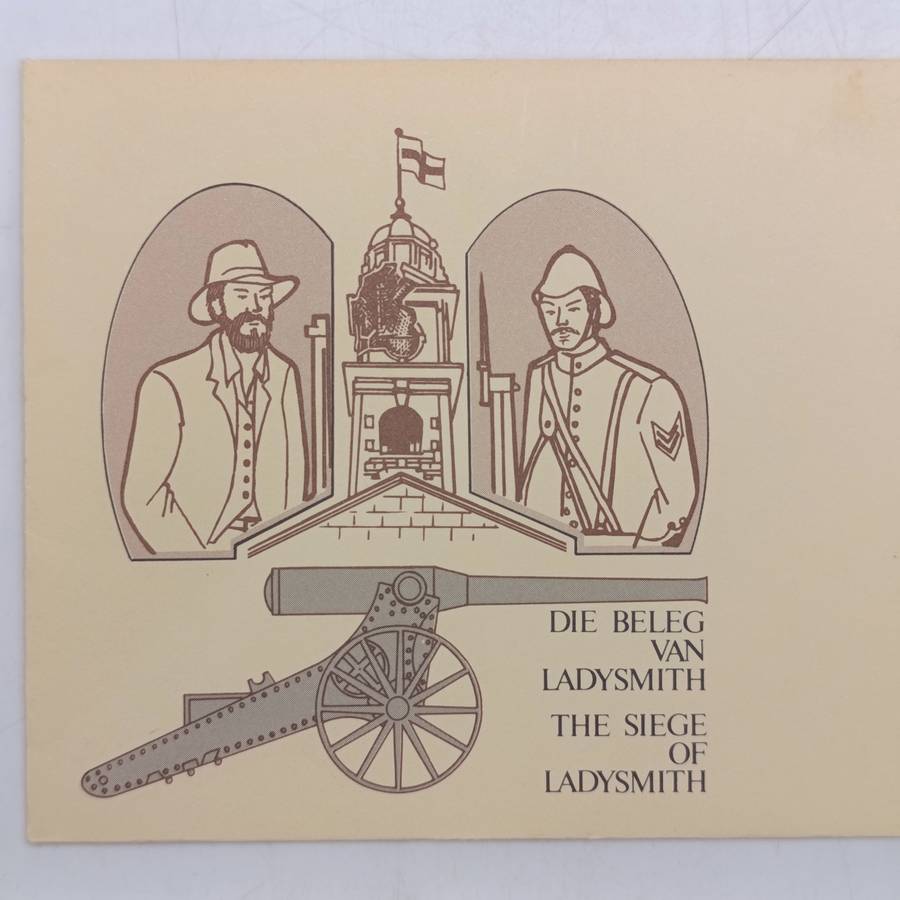 DIE BELEG
VAN
LADYSMITH
THE SIEGE
OF
LADYSMITH